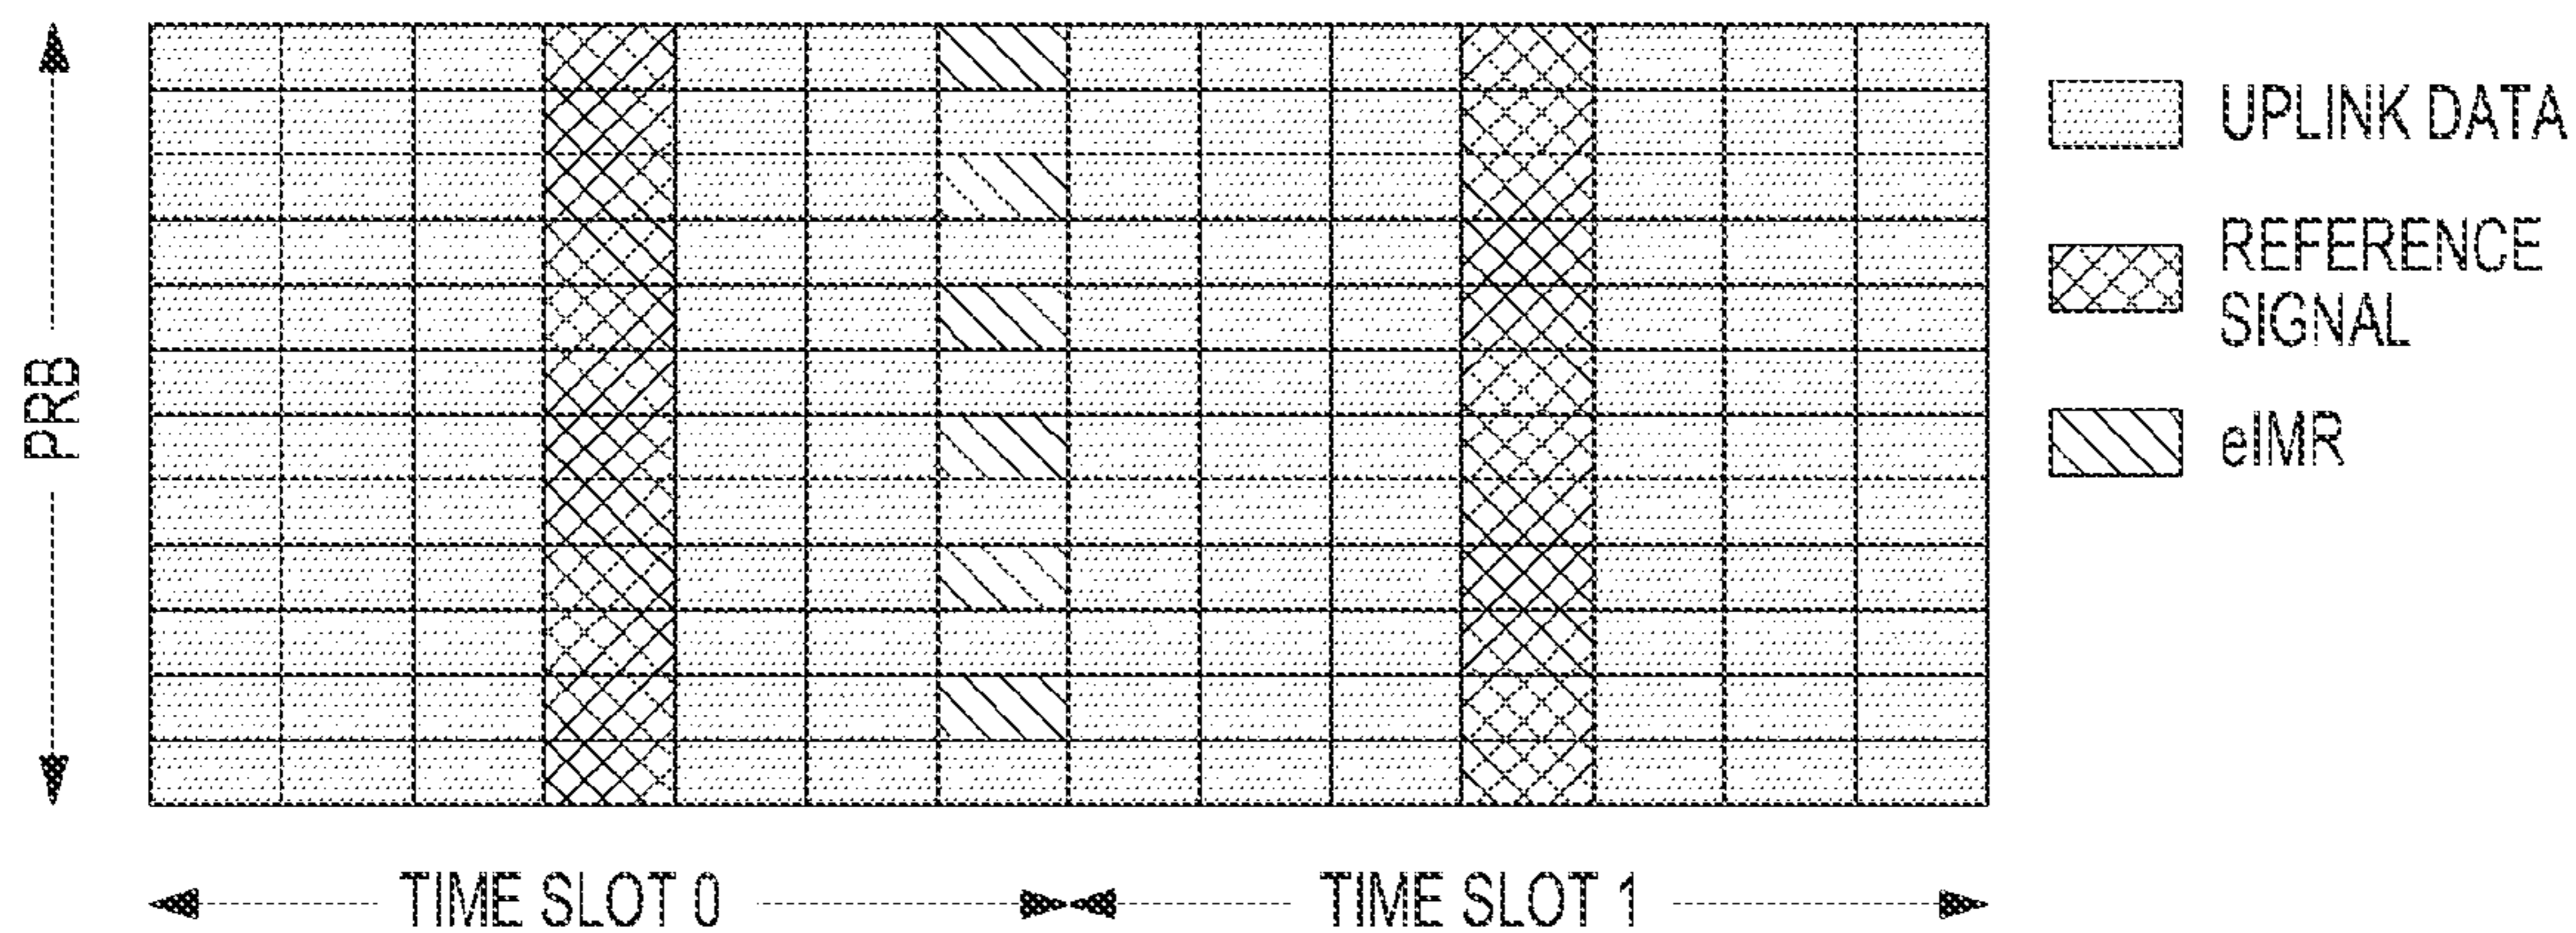 PRB
UPLINK DATA
REFERENCE
SIGNAL
eIMR
TIME SLOT 0
TIME SLOT 1